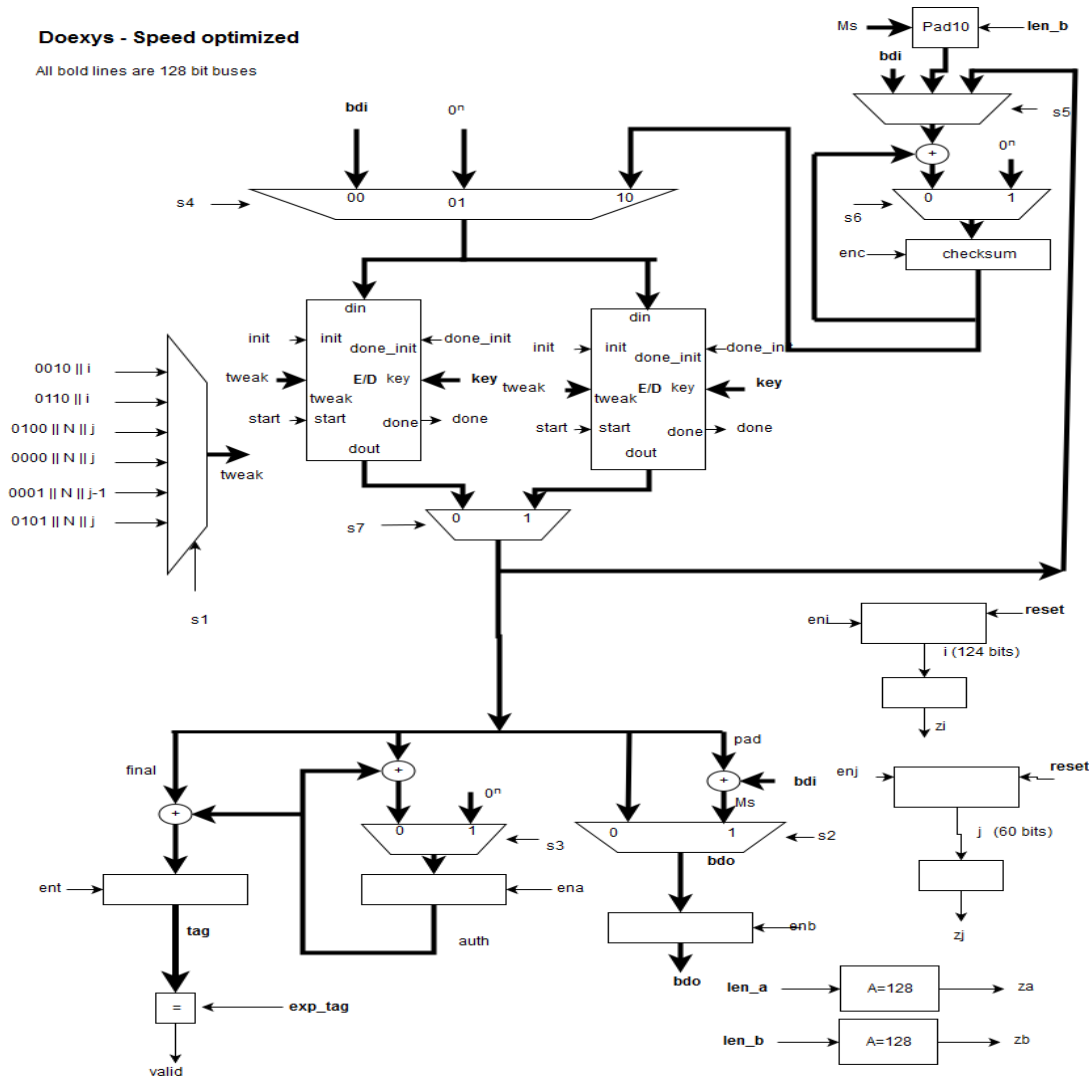 Doexys - Speed optimized
All bold lines are 128 bit buses
Ms
Pad10
len_b
bdi
s5
+
0ⁿ
0
1
s6
enc
checksum
bdi
0ⁿ
00
01
10
s4
din
init
init
done_init
done_init
tweak
E/D
key
key
tweak
start
start
done
done
dout
din
init
init
done_init
done_init
tweak
E/D
key
key
tweak
start
start
done
done
dout
0010 || i
0110 || i
0100 || N || j
0000 || N || j
0001 || N || j-1
0101 || N || j
tweak
s1
s7
0
1
eni
reset
i (124 bits)
zi
enj
reset
j (60 bits)
zj
final
+
+
0ⁿ
0
1
s3
pad
+
bdi
Ms
0
1
s2
bdo
ent
ena
enb
tag
auth
bdo
=
exp_tag
valid
len_a
A=128
za
len_b
A=128
zb